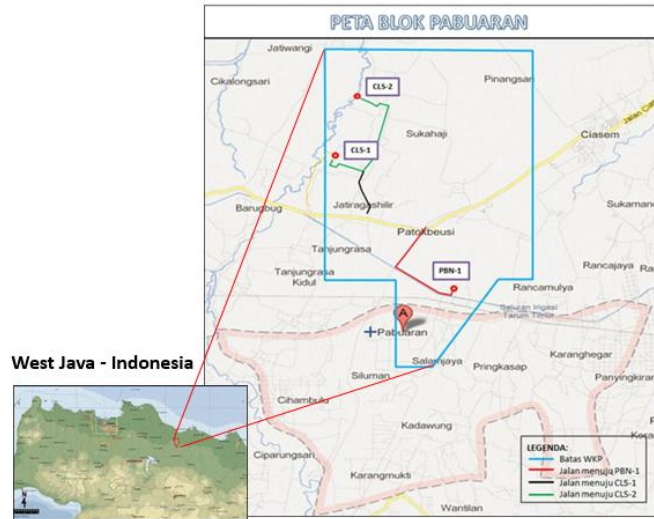 PETA BLOK PABUARAN
Jatiwangi
Cikalongsari
Pinangsari
CLS-2
Ciasem
Sukahaji
CLS-1
Jatiragashilir
Barugbug
Patokbeusi
Sukamand
Tanjungrasa
Tanjungrasa
Kidul
PBN-1
Rancajaya
Rancamulya
Saluran Irigasi
Tarum Timur
A
Pabuaran
Salamjaya
Siluman
Pringkasap
Karanghegar
Panyingkiran
Cihambulu
Kadawung
Ciparungsari
Karangmukti
Wantilan
LEGENDA:
Batas WKP
Jalan menuju PBN-1
Jalan menuju CLS-1
Jalan menuju CLS-2
West Java - Indonesia
N